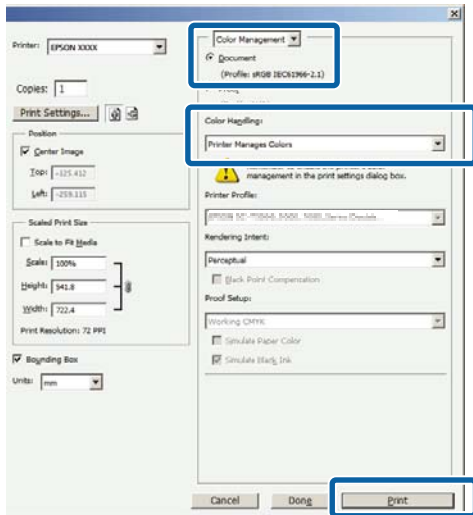 Printer: EPSON XXXX
Copies: 1
Print Settings...
Position
Center Image
Top: -125.412
Left: -259.115
Scaled Print Size
Scale to Fit Media
Scale: 100%
Height: 541.8
Width: 722.4
Print Resolution: 72 PPI
Bounding Box
Units: mm
Color Management
Document
(Profile: sRGB IEC61966-2.1)
Color Handling:
Printer Manages Colors
management in the print settings dialog box.
Printer Profile:
Rendering Intent:
Perceptual
Black Point Compensation
Proof Setup:
Working CMYK
Simulate Paper Color
Simulate Black Ink
Cancel
Done
Print